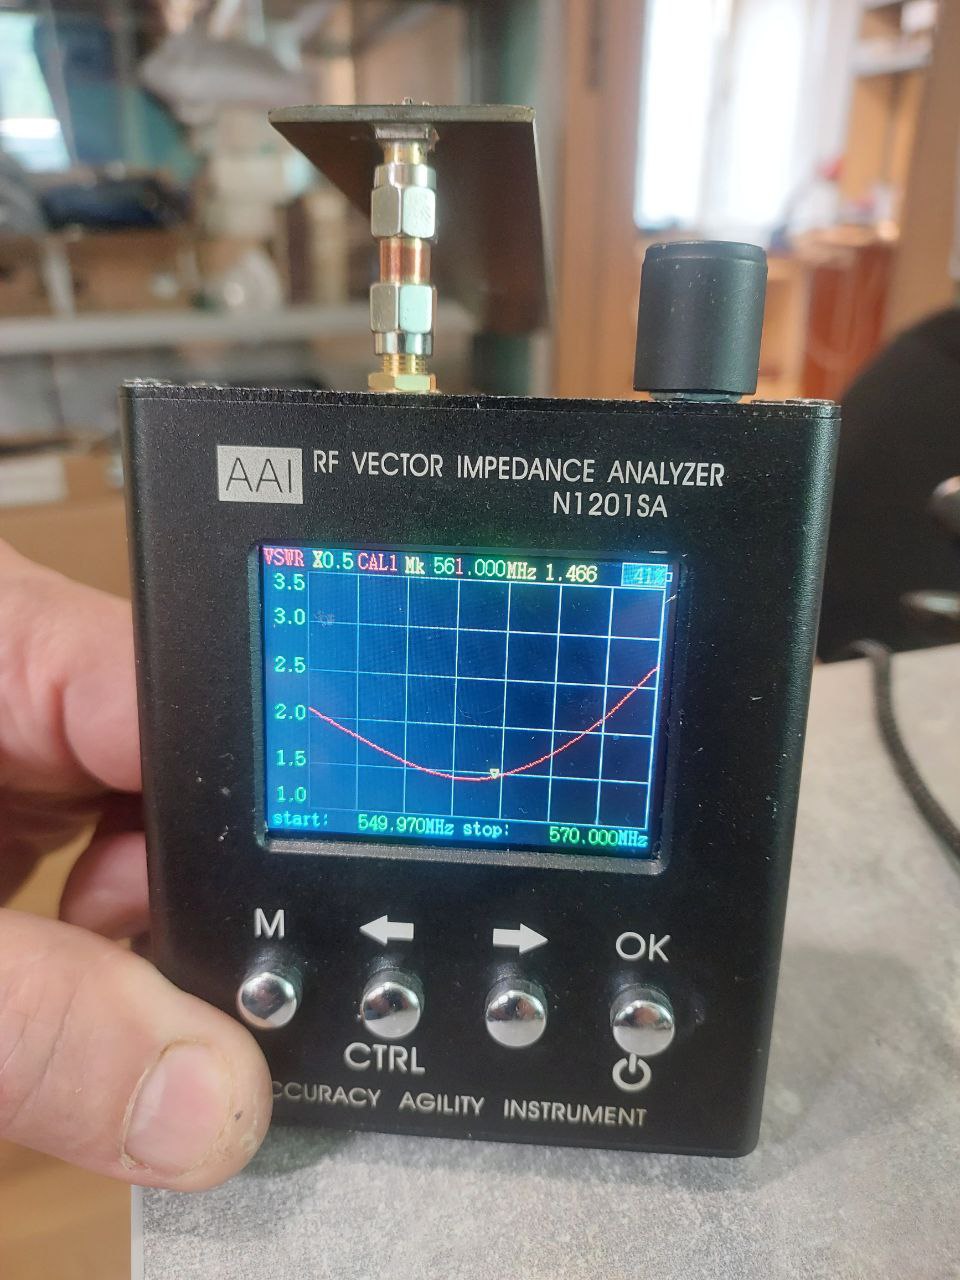 AAI RF VECTOR IMPEDANCE ANALYZER
N1201SA
VSWR X0.5 CAL1 Mk 561.000MHz 1.466 41%
3.5
3.0
2.5
2.0
1.5
1.0
start: 549.970MHz stop: 570.000MHz
M OK
CTRL
CCURACY AGILITY INSTRUMENT